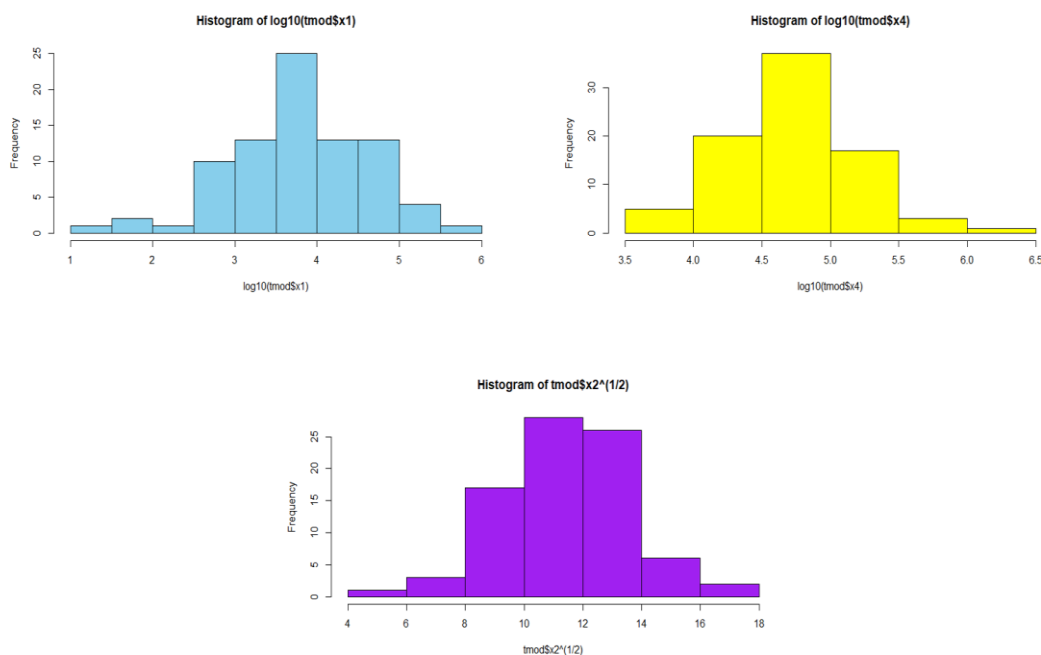 Histogram of log10(tmod$x1)
Frequency
0 5 10 15 20 25
1 2 3 4 5 6
log10(tmod$x1)
Histogram of log10(tmod$x4)
Frequency
0 10 20 30
3.5 4.0 4.5 5.0 5.5 6.0 6.5
log10(tmod$x4)
Histogram of tmod$x2^(1/2)
Frequency
0 5 10 15 20 25
4 6 8 10 12 14 16 18
tmod$x2^(1/2)